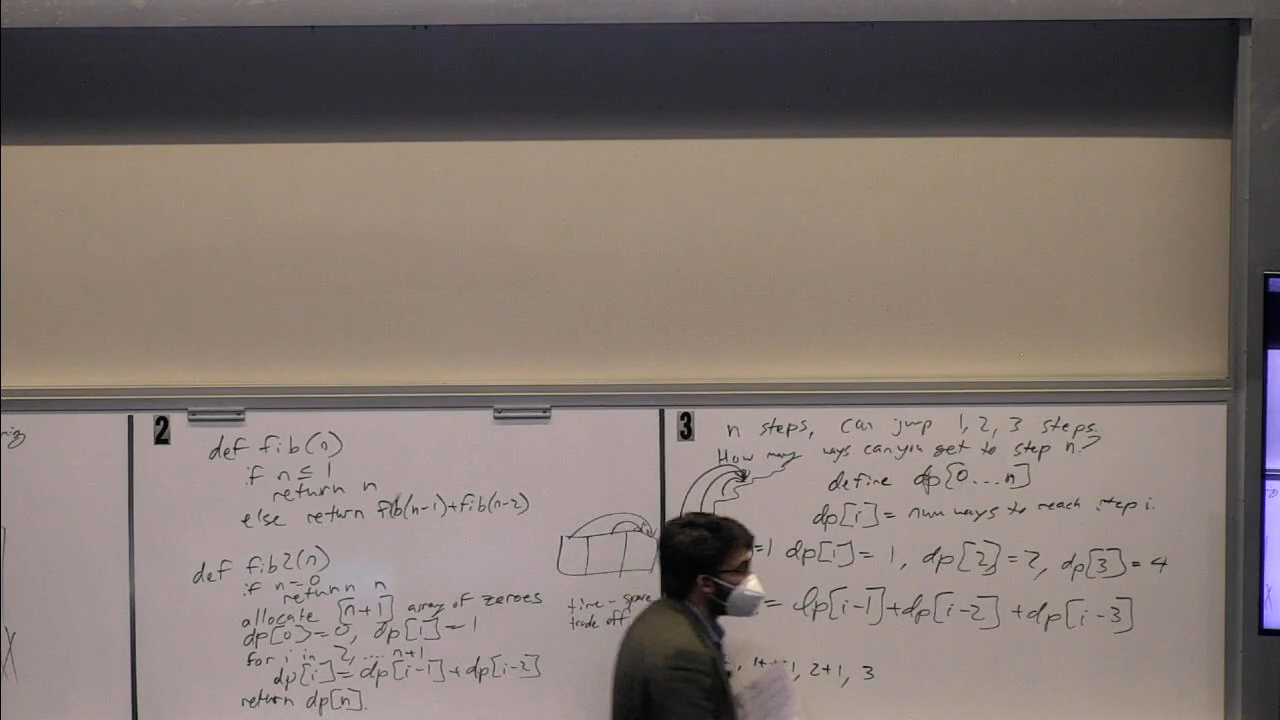 2
def fib(n)
if n ≤ 1
return n
else return fib(n-1)+fib(n-2)
def fib2(n)
if n=0
return n
allocate [n+1] array of zeroes
dp[0]=0, dp[1]=1
for i in 2, ... n+1
dp[i]=dp[i-1]+dp[i-2]
return dp[n].
time-space
trade off
3
n steps, can jump 1, 2, 3 steps.
How many ways can you get to step n?
define dp[0...n]
dp[i] = num ways to reach step i.
=1 dp[1]=1, dp[2]=2, dp[3]=4
= dp[i-1]+dp[i-2]+dp[i-3]
2+1, 3